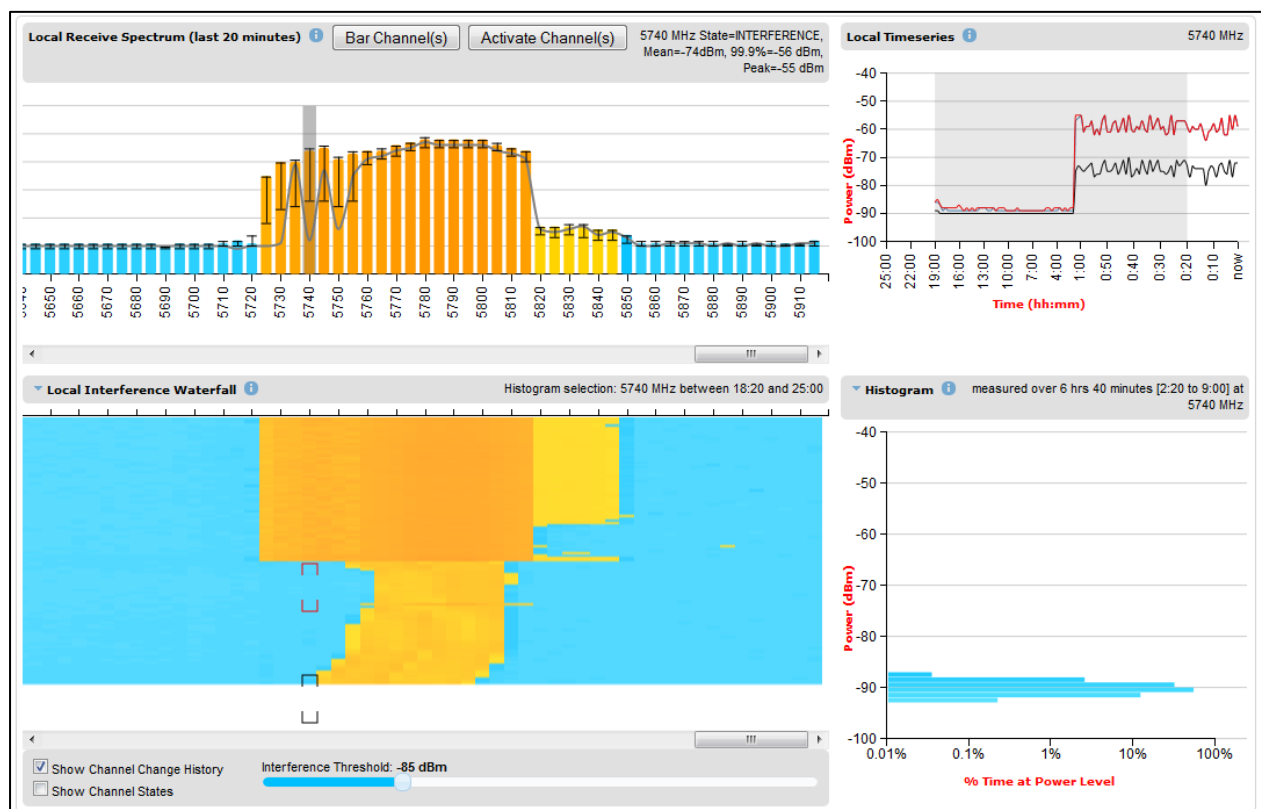 Local Receive Spectrum (last 20 minutes)
Bar Channel(s)
Activate Channel(s)
5740 MHz State=INTERFERENCE,
Mean=-74dBm, 99.9%=-56 dBm,
Peak=-55 dBm
5650 5660 5670 5680 5690 5700 5710 5720 5730 5740 5750 5760 5770 5780 5790 5800 5810 5820 5830 5840 5850 5860 5870 5880 5890 5900 5910
Local Timeseries
5740 MHz
-40
-50
-60
-70
-80
-90
-100
Power (dBm)
25:00 22:00 19:00 16:00 13:00 10:00 7:00 4:00 1:00 0:50 0:40 0:30 0:20 0:10 now
Time (hh:mm)
Local Interference Waterfall
Histogram selection: 5740 MHz between 18:20 and 25:00
Show Channel Change History
Show Channel States
Interference Threshold: -85 dBm
Histogram
measured over 6 hrs 40 minutes [2:20 to 9:00] at
5740 MHz
-40
-50
-60
-70
-80
-90
-100
Power (dBm)
0.01% 0.1% 1% 10% 100%
% Time at Power Level